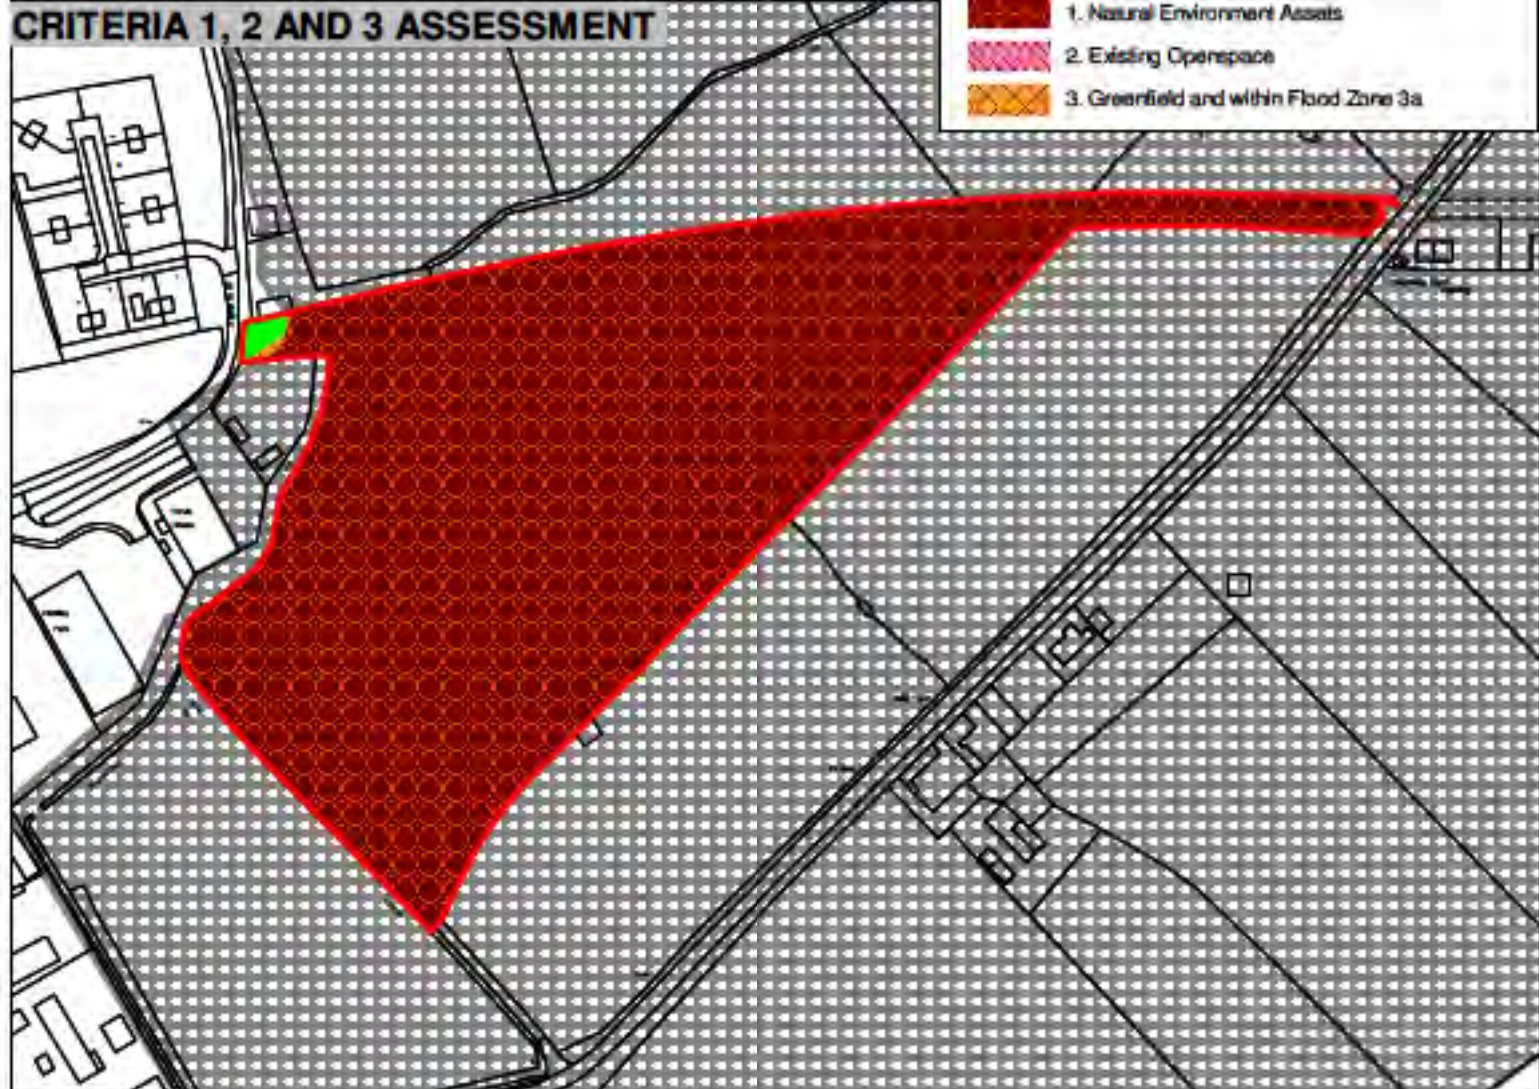 CRITERIA 1, 2 AND 3 ASSESSMENT
1. Natural Environment Assets
2. Existing Openspace
3. Greenfield and within Flood Zone 3a